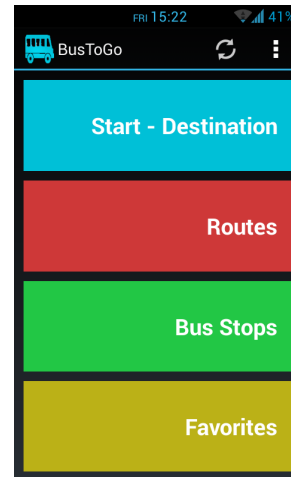 FRI 15:22 41%
BusToGo
Start - Destination
Routes
Bus Stops
Favorites